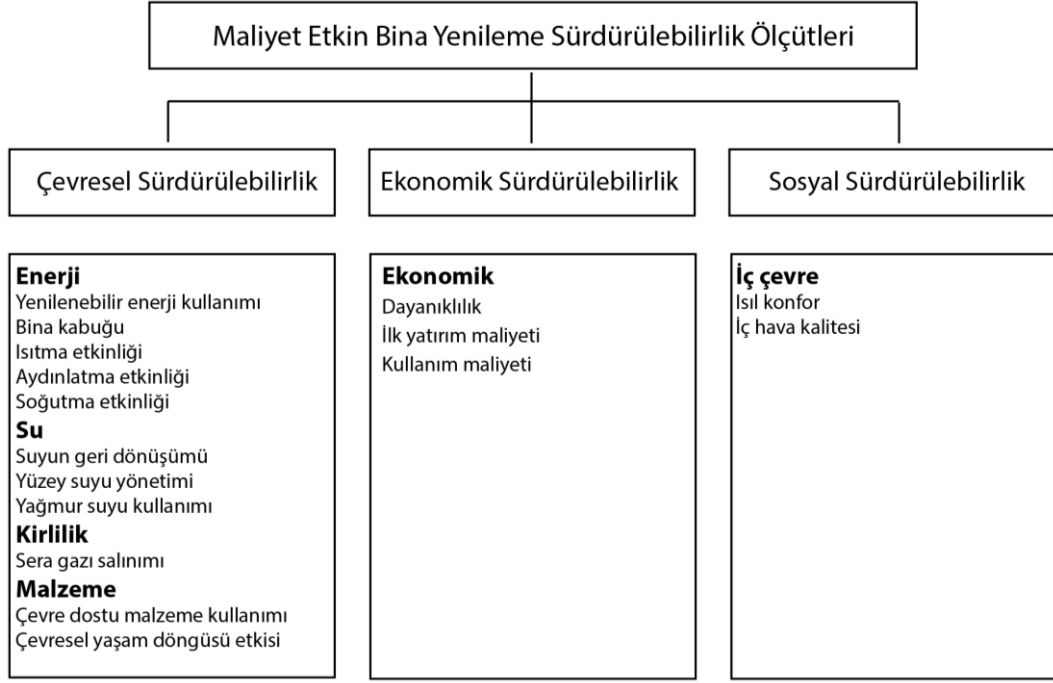 Maliyet Etkin Bina Yenileme Sürdürülebilirlik Ölçütleri
Çevresel Sürdürülebilirlik
Ekonomik Sürdürülebilirlik
Sosyal Sürdürülebilirlik
Enerji
Yenilenebilir enerji kullanımı
Bina kabuğu
Isıtma etkinliği
Aydınlatma etkinliği
Soğutma etkinliği
Su
Suyun geri dönüşümü
Yüzey suyu yönetimi
Yağmur suyu kullanımı
Kirlilik
Sera gazı salınımı
Malzeme
Çevre dostu malzeme kullanımı
Çevresel yaşam döngüsü etkisi
Ekonomik
Dayanıklılık
İlk yatırım maliyeti
Kullanım maliyeti
İç çevre
Isıl konfor
İç hava kalitesi